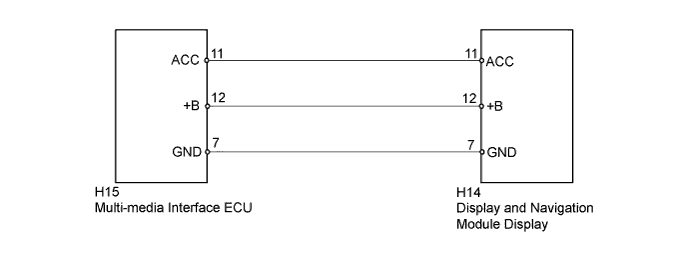 ACC 11 11 ACC
+B 12 12 +B
GND 7 7 GND
H15 H14
Multi-media Interface ECU Display and Navigation
Module Display